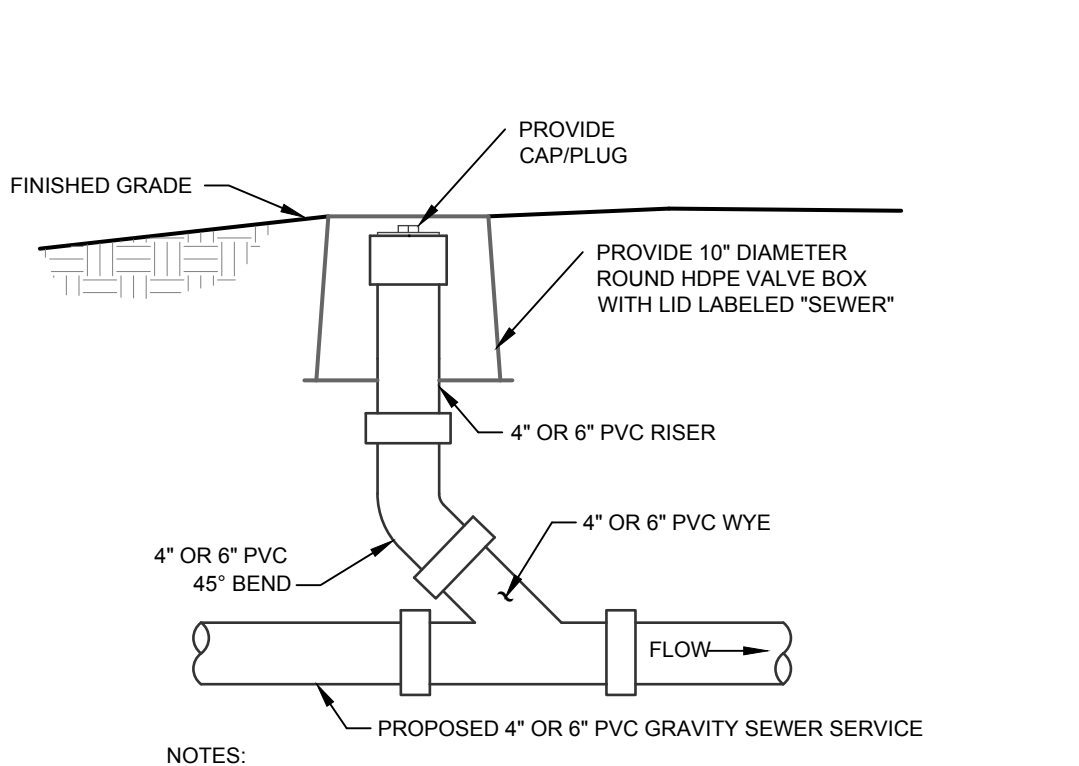 PROVIDE
CAP/PLUG
FINISHED GRADE
PROVIDE 10" DIAMETER
ROUND HDPE VALVE BOX
WITH LID LABELED "SEWER"
4" OR 6" PVC RISER
4" OR 6" PVC WYE
4" OR 6" PVC
45° BEND
FLOW
PROPOSED 4" OR 6" PVC GRAVITY SEWER SERVICE
NOTES: